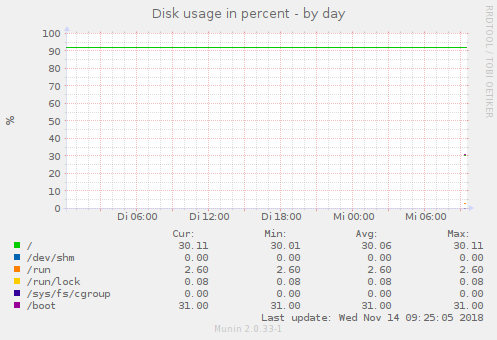 Disk usage in percent - by day
RRDTOOL / TOBI OETIKER
%
100
90
80
70
60
50
40
30
20
10
0
Di 06:00 Di 12:00 Di 18:00 Mi 00:00 Mi 06:00
Cur: Min: Avg: Max:
/ 30.11 30.01 30.06 30.11
/dev/shm 0.00 0.00 0.00 0.00
/run 2.60 2.60 2.60 2.60
/run/lock 0.08 0.08 0.08 0.08
/sys/fs/cgroup 0.00 0.00 0.00 0.00
/boot 31.00 31.00 31.00 31.00
Last update: Wed Nov 14 09:25:05 2018
Munin 2.0.33-1